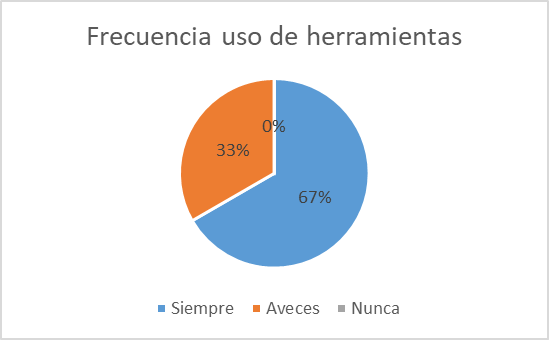 Frecuencia uso de herramientas
0%
33%
67%
Siempre Aveces Nunca